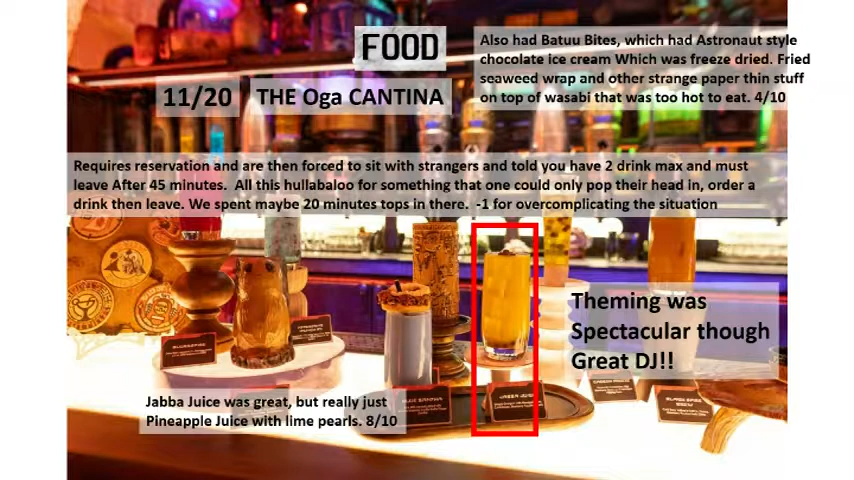 FOOD
11/20 THE Oga CANTINA
Also had Batuu Bites, which had Astronaut style
chocolate ice cream Which was freeze dried. Fried
seaweed wrap and other strange paper thin stuff
on top of wasabi that was too hot to eat. 4/10
Requires reservation and are then forced to sit with strangers and told you have 2 drink max and must
leave After 45 minutes. All this hullabaloo for something that one could only pop their head in, order a
drink then leave. We spent maybe 20 minutes tops in there. -1 for overcomplicating the situation
Theming was
Spectacular though
Great DJ!!
Jabba Juice was great, but really just
Pineapple Juice with lime pearls. 8/10
JABBA JUICE